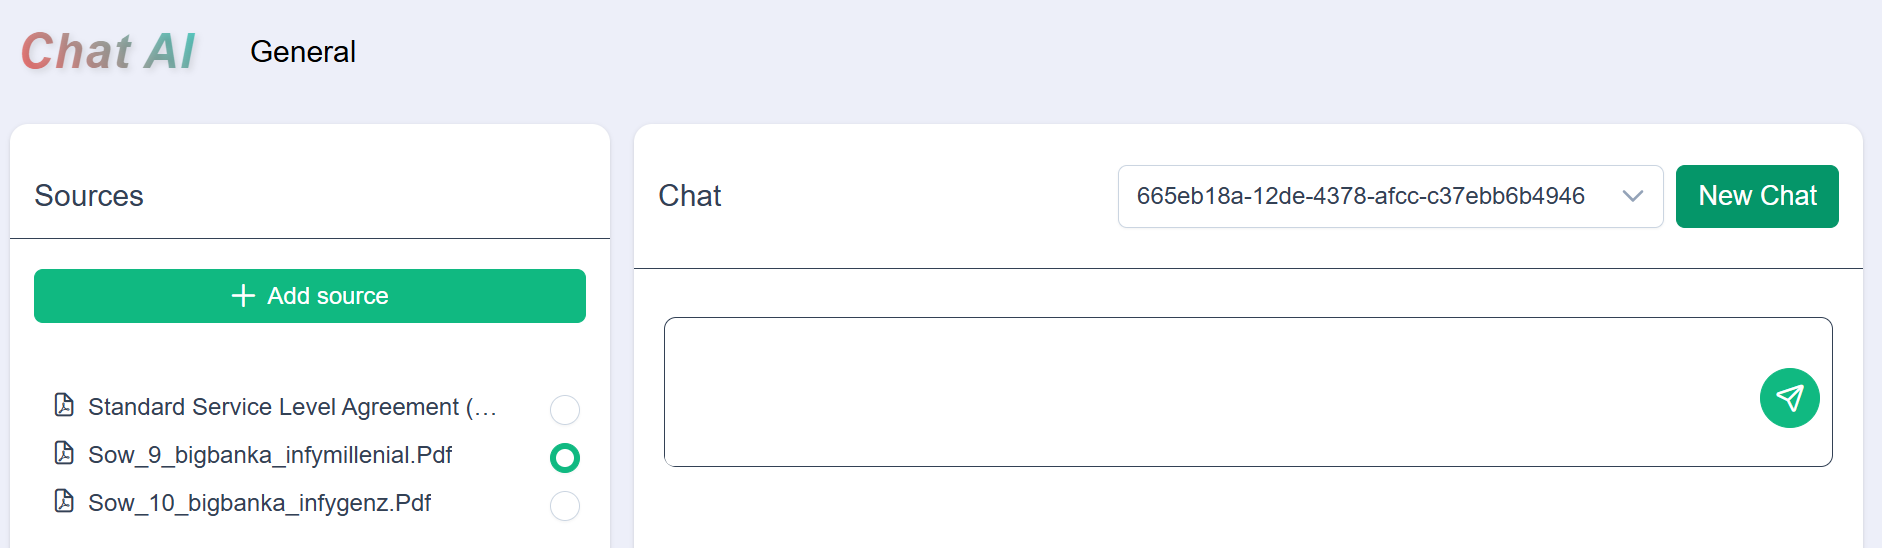 Chat AI
General
Sources
Add source
Standard Service Level Agreement (...
Sow_9_bigbanka_infymillenial.Pdf
Sow_10_bigbanka_infygenz.Pdf
Chat
665eb18a-12de-4378-afcc-c37ebb6b4946
New Chat